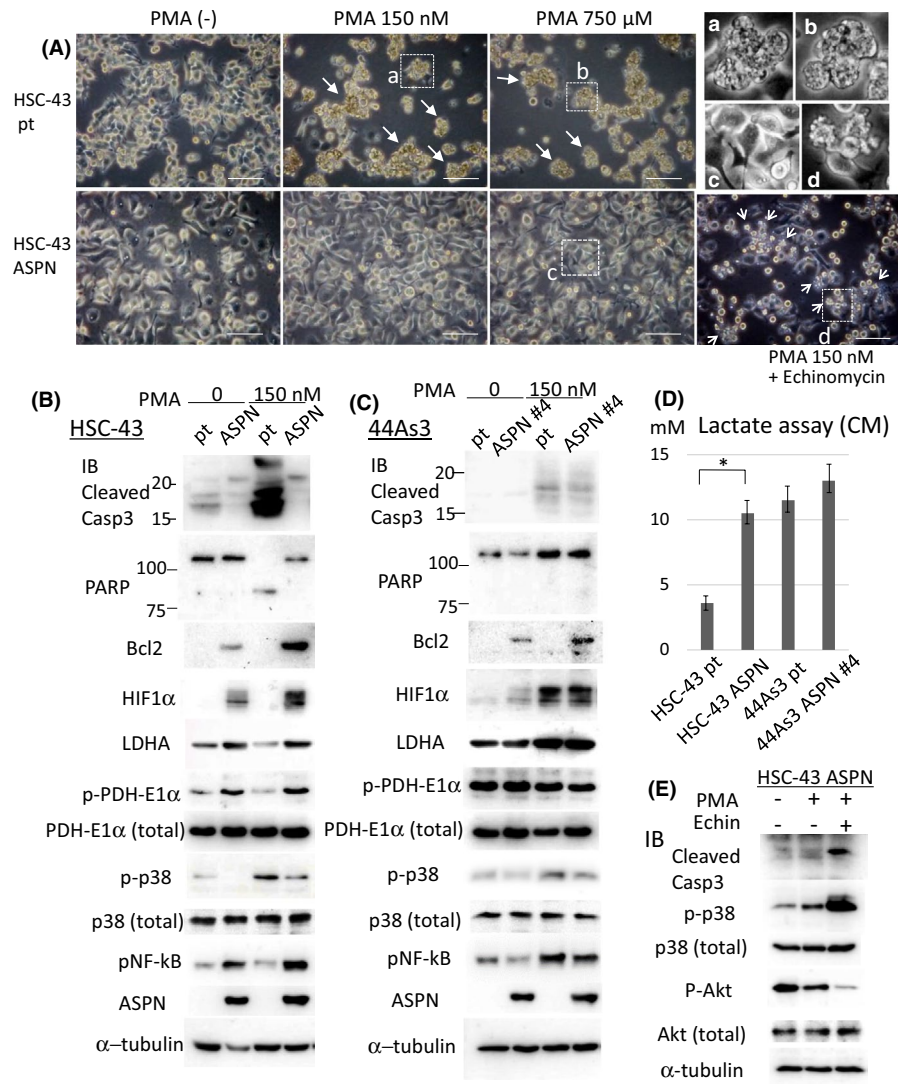 PMA (-) PMA 150 nM PMA 750 μM
(A)
HSC-43
pt
a
b
a b
c d
HSC-43
ASPN
c
d
PMA 150 nM
+ Echinomycin
(B)
PMA 0 150 nM
HSC-43
pt ASPN pt ASPN
IB
Cleaved
Casp3
20
15
PARP
100
75
Bcl2
HIF1α
LDHA
p-PDH-E1α
PDH-E1α (total)
p-p38
p38 (total)
pNF-kB
ASPN
α-tubulin
(C)
PMA 0 150 nM
44As3
pt ASPN #4 pt ASPN #4
IB
Cleaved
Casp3
20
15
PARP
100
75
Bcl2
HIF1α
LDHA
p-PDH-E1α
PDH-E1α (total)
p-p38
p38 (total)
pNF-kB
ASPN
α-tubulin
(D)
mM Lactate assay (CM)
15
10
5
0
*
HSC-43 pt
HSC-43 ASPN
44As3 pt
44As3 ASPN #4
(E)
HSC-43 ASPN
PMA - + +
Echin - - +
IB
Cleaved
Casp3
p-p38
p38 (total)
P-Akt
Akt (total)
α-tubulin